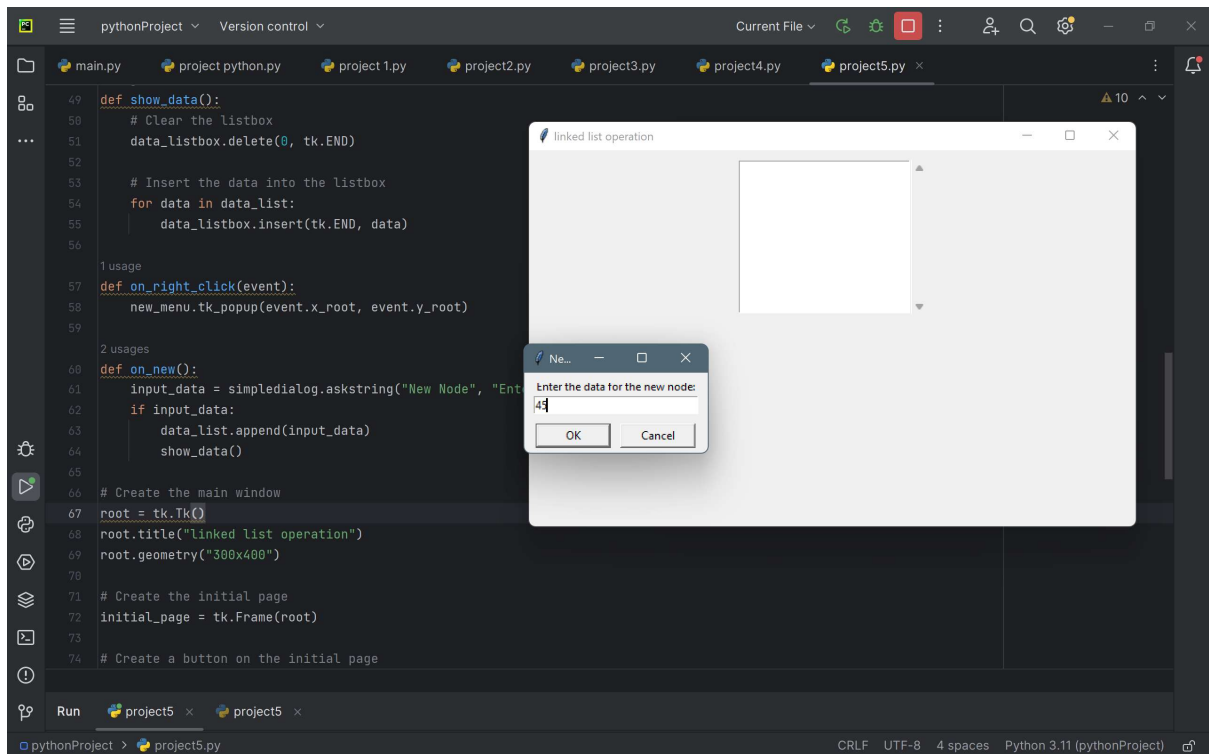 PC
pythonProject Version control Current File
main.py project python.py project 1.py project2.py project3.py project4.py project5.py
49 def show_data():
10
50 # Clear the listbox
51 data_listbox.delete(0, tk.END)
52
53 # Insert the data into the listbox
54 for data in data_list:
55 data_listbox.insert(tk.END, data)
56
1 usage
57 def on_right_click(event):
58 new_menu.tk_popup(event.x_root, event.y_root)
59
2 usages
60 def on_new():
61 input_data = simpledialog.askstring("New Node", "Ent
62 if input_data:
63 data_list.append(input_data)
64 show_data()
65
66 # Create the main window
67 root = tk.Tk()
68 root.title("linked list operation")
69 root.geometry("300x400")
70
71 # Create the initial page
72 initial_page = tk.Frame(root)
73
74 # Create a button on the initial page
linked list operation
Ne...
Enter the data for the new node:
45
OK Cancel
Run project5 project5
pythonProject > project5.py CRLF UTF-8 4 spaces Python 3.11 (pythonProject)